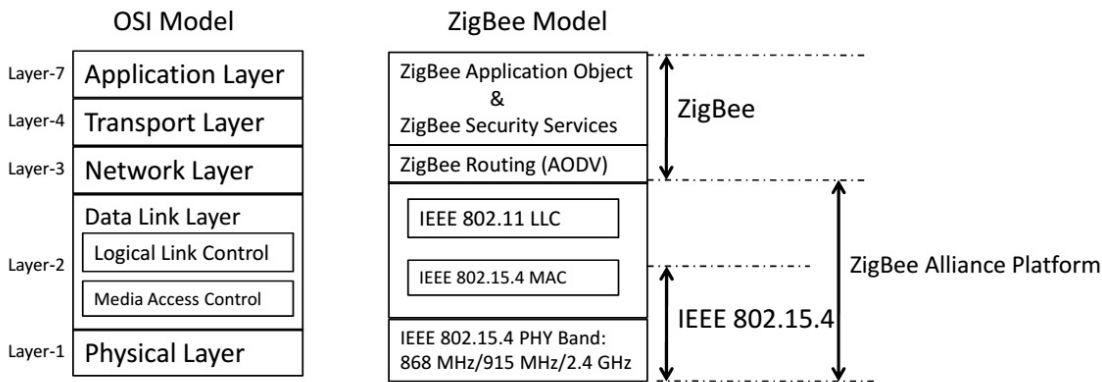 OSI Model
ZigBee Model
Layer-7
Application Layer
Layer-4
Transport Layer
Layer-3
Network Layer
Layer-2
Data Link Layer
Logical Link Control
Media Access Control
Layer-1
Physical Layer
ZigBee Application Object
&
ZigBee Security Services
ZigBee Routing (AODV)
IEEE 802.11 LLC
IEEE 802.15.4 MAC
IEEE 802.15.4 PHY Band:
868 MHz/915 MHz/2.4 GHz
ZigBee
ZigBee Alliance Platform
IEEE 802.15.4